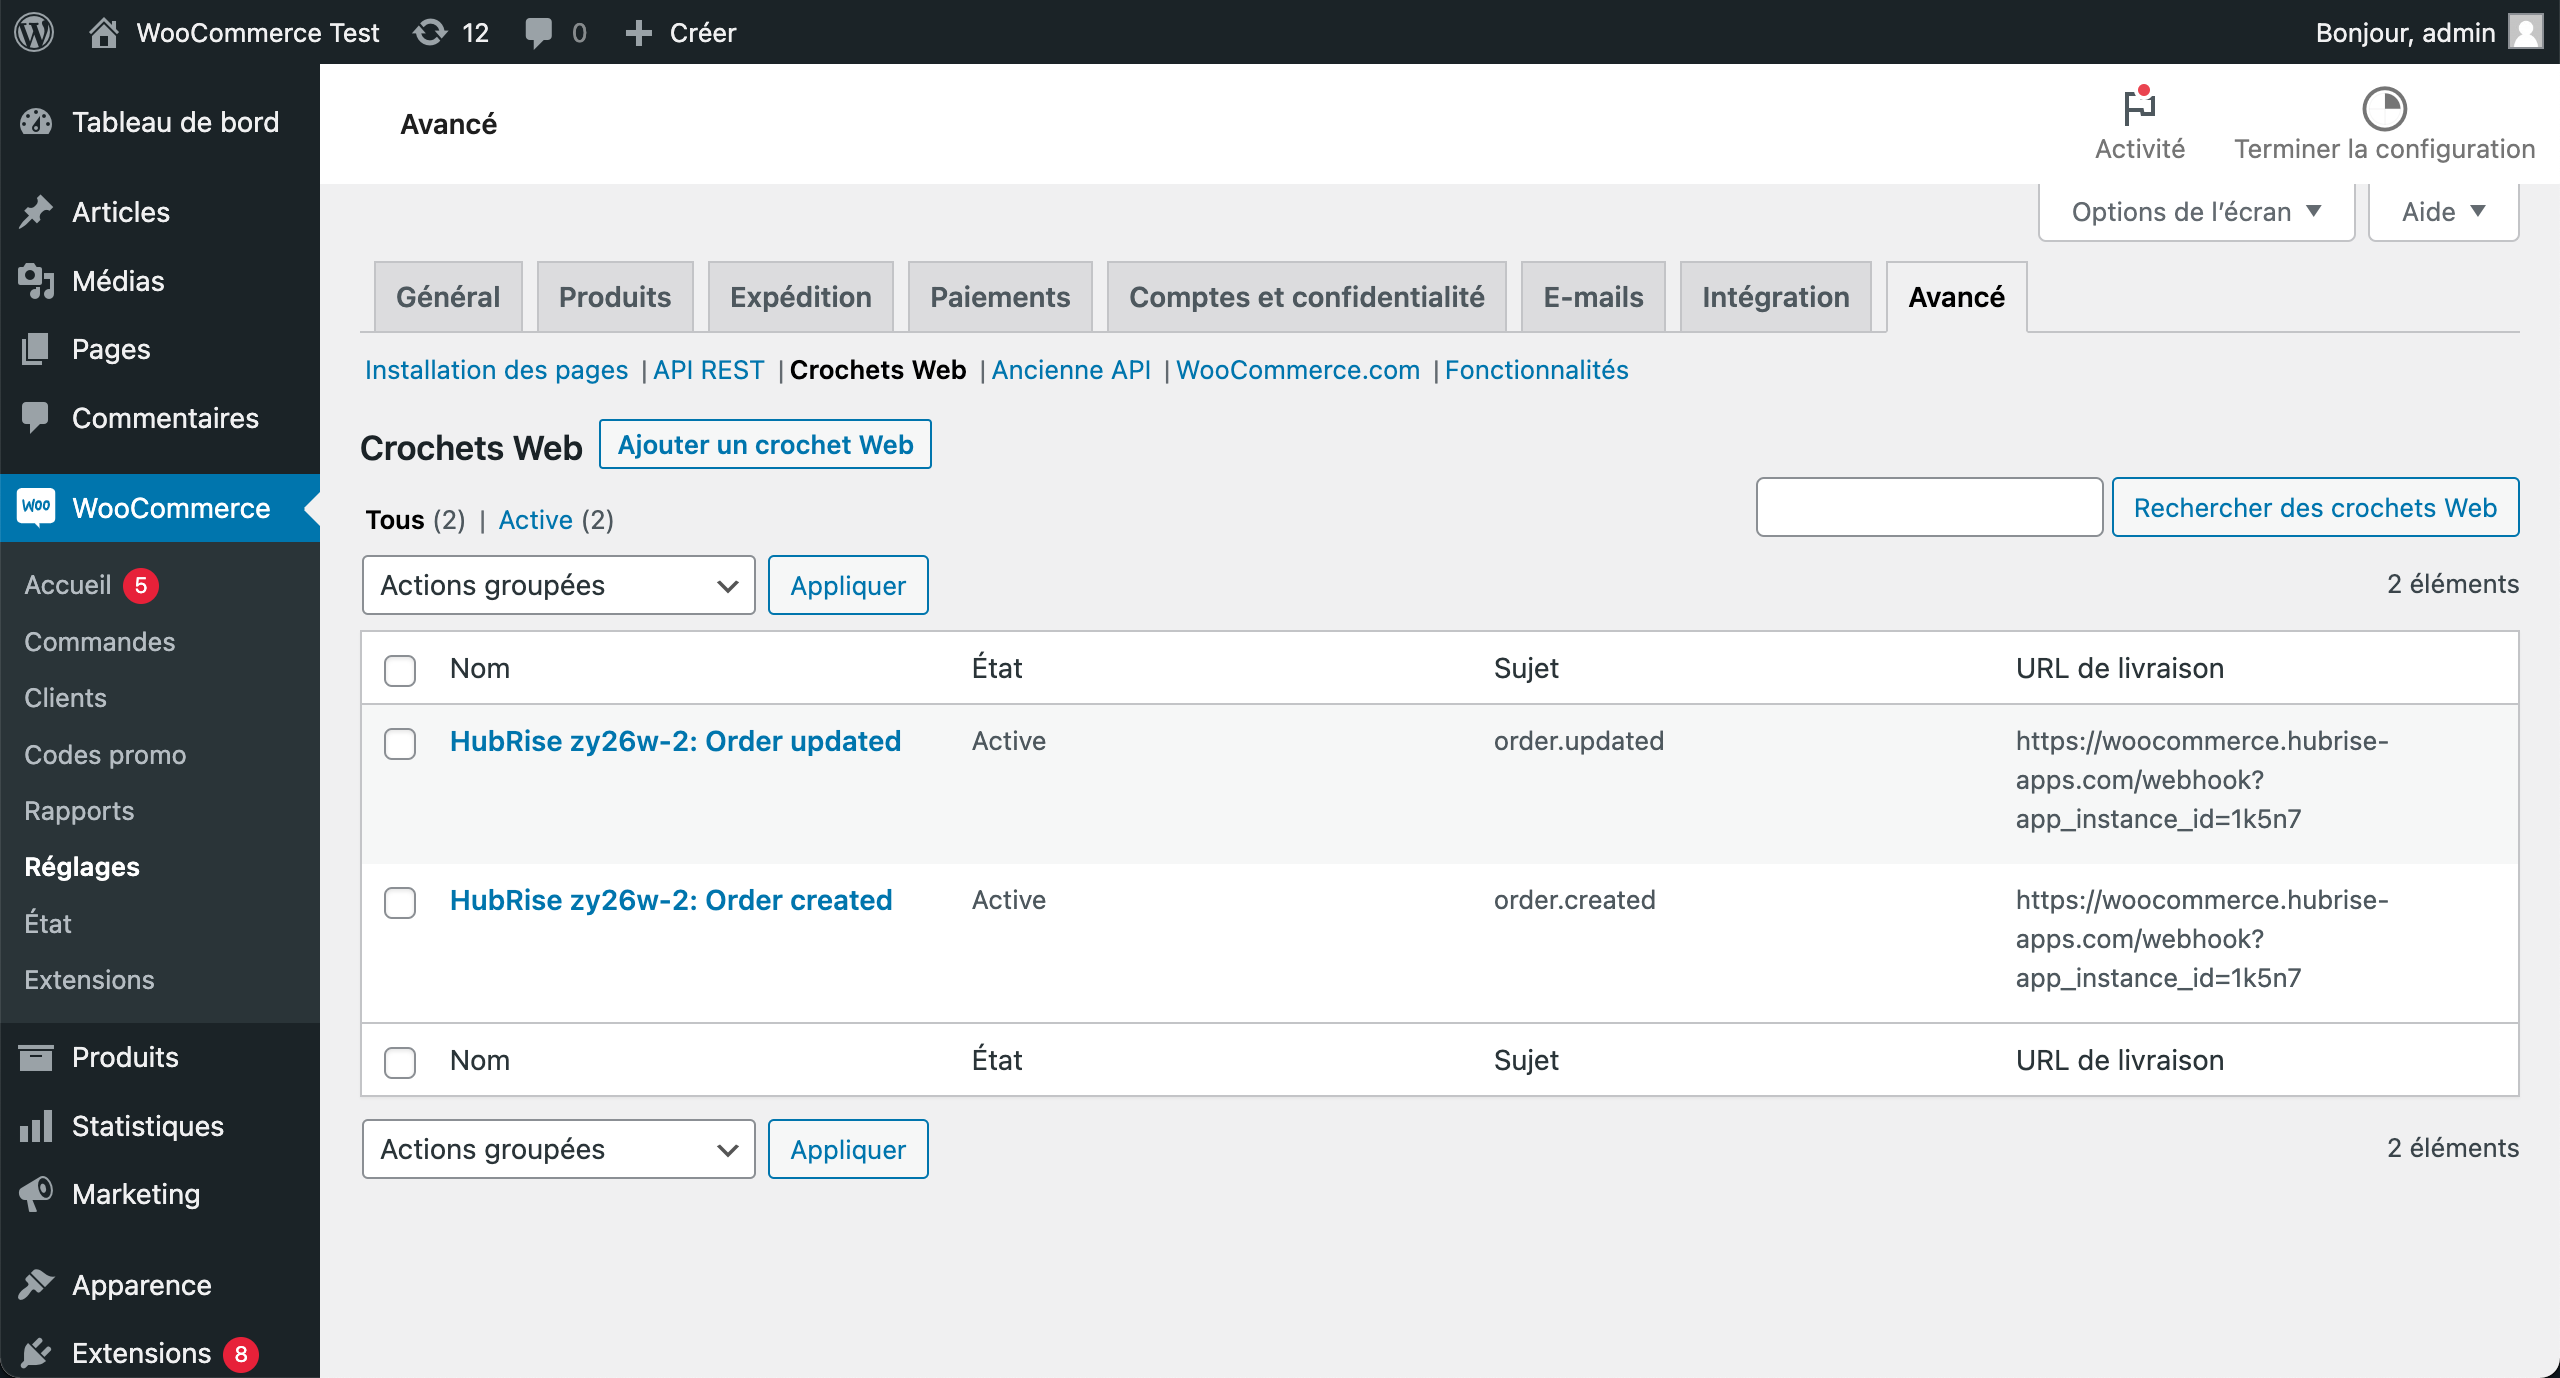 WooCommerce Test 12 0 Créer Bonjour, admin
Tableau de bord
Articles
Médias
Pages
Commentaires
Woo WooCommerce
Accueil 5
Commandes
Clients
Codes promo
Rapports
Réglages
État
Extensions
Produits
Statistiques
Marketing
Apparence
Extensions 8
Avancé
Activité Terminer la configuration
Options de l’écran Aide
Général Produits Expédition Paiements Comptes et confidentialité E-mails Intégration Avancé
Installation des pages | API REST | Crochets Web | Ancienne API | WooCommerce.com | Fonctionnalités
Crochets Web Ajouter un crochet Web
Tous (2) | Active (2)
Rechercher des crochets Web
Actions groupées Appliquer 2 éléments
Nom État Sujet URL de livraison
HubRise zy26w-2: Order updated Active order.updated https://woocommerce.hubrise-
apps.com/webhook?
app_instance_id=1k5n7
HubRise zy26w-2: Order created Active order.created https://woocommerce.hubrise-
apps.com/webhook?
app_instance_id=1k5n7
Nom État Sujet URL de livraison
Actions groupées Appliquer 2 éléments